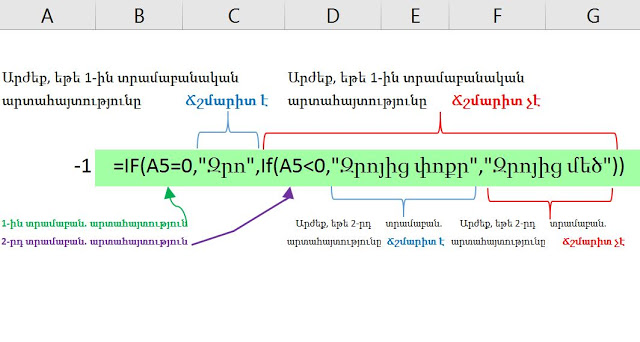 A B C D E F G
Արժեք, եթե 1-ին տրամաբանական
արտահայտությունը Ճշմարիտ է
Արժեք, եթե 1-ին տրամաբանական
արտահայտությունը Ճշմարիտ չէ
-1 =IF(A5=0,"Զրո",If(A5<0,"Զրոյից փոքր","Զրոյից մեծ"))
1-ին տրամաբան. արտահայտություն
2-րդ տրամաբան. արտահայտություն
Արժեք, եթե 2-րդ տրամաբան.
արտահայտությունը Ճշմարիտ է
Արժեք, եթե 2-րդ տրամաբան.
արտահայտությունը Ճշմարիտ չէ